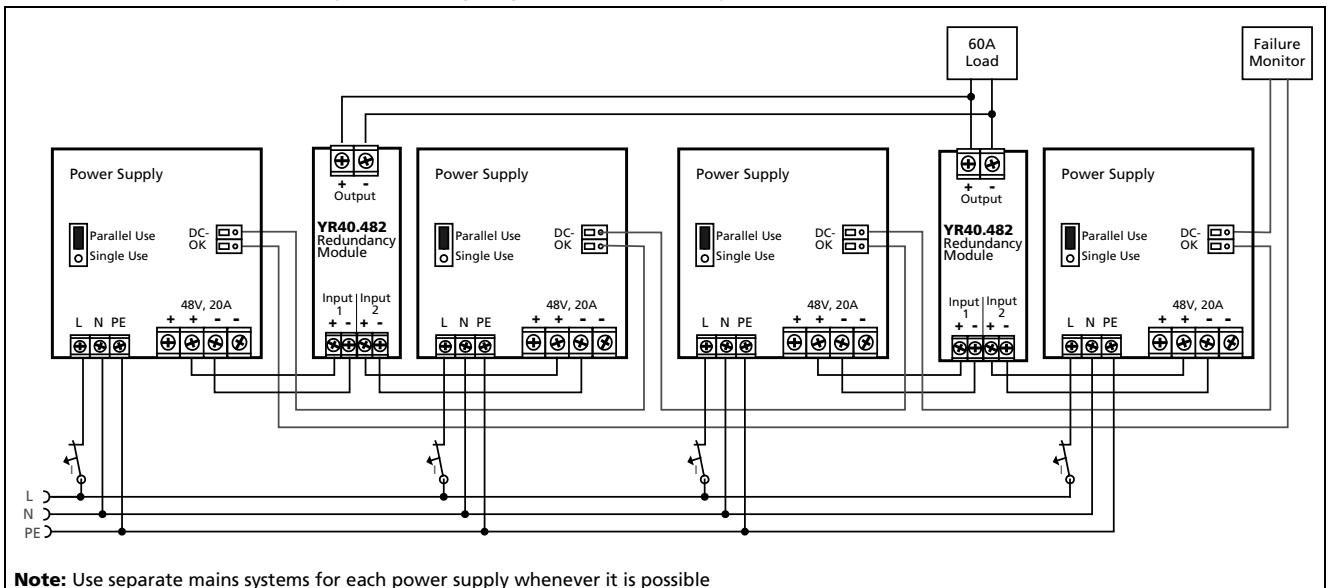 60A
Load
Failure
Monitor
Power Supply
Parallel Use
Single Use
DC-
OK
48V, 20A
+ + - -
L N PE
+ -
Output
YR40.482
Redundancy
Module
Input Input
1 2
+ - + -
Power Supply
Parallel Use
Single Use
DC-
OK
48V, 20A
+ + - -
L N PE
Power Supply
Parallel Use
Single Use
DC-
OK
48V, 20A
+ + - -
L N PE
+ -
Output
YR40.482
Redundancy
Module
Input Input
1 2
+ - + -
Power Supply
Parallel Use
Single Use
DC-
OK
48V, 20A
+ + - -
L N PE
I
I
I
I
L
N
PE
Note: Use separate mains systems for each power supply whenever it is possible